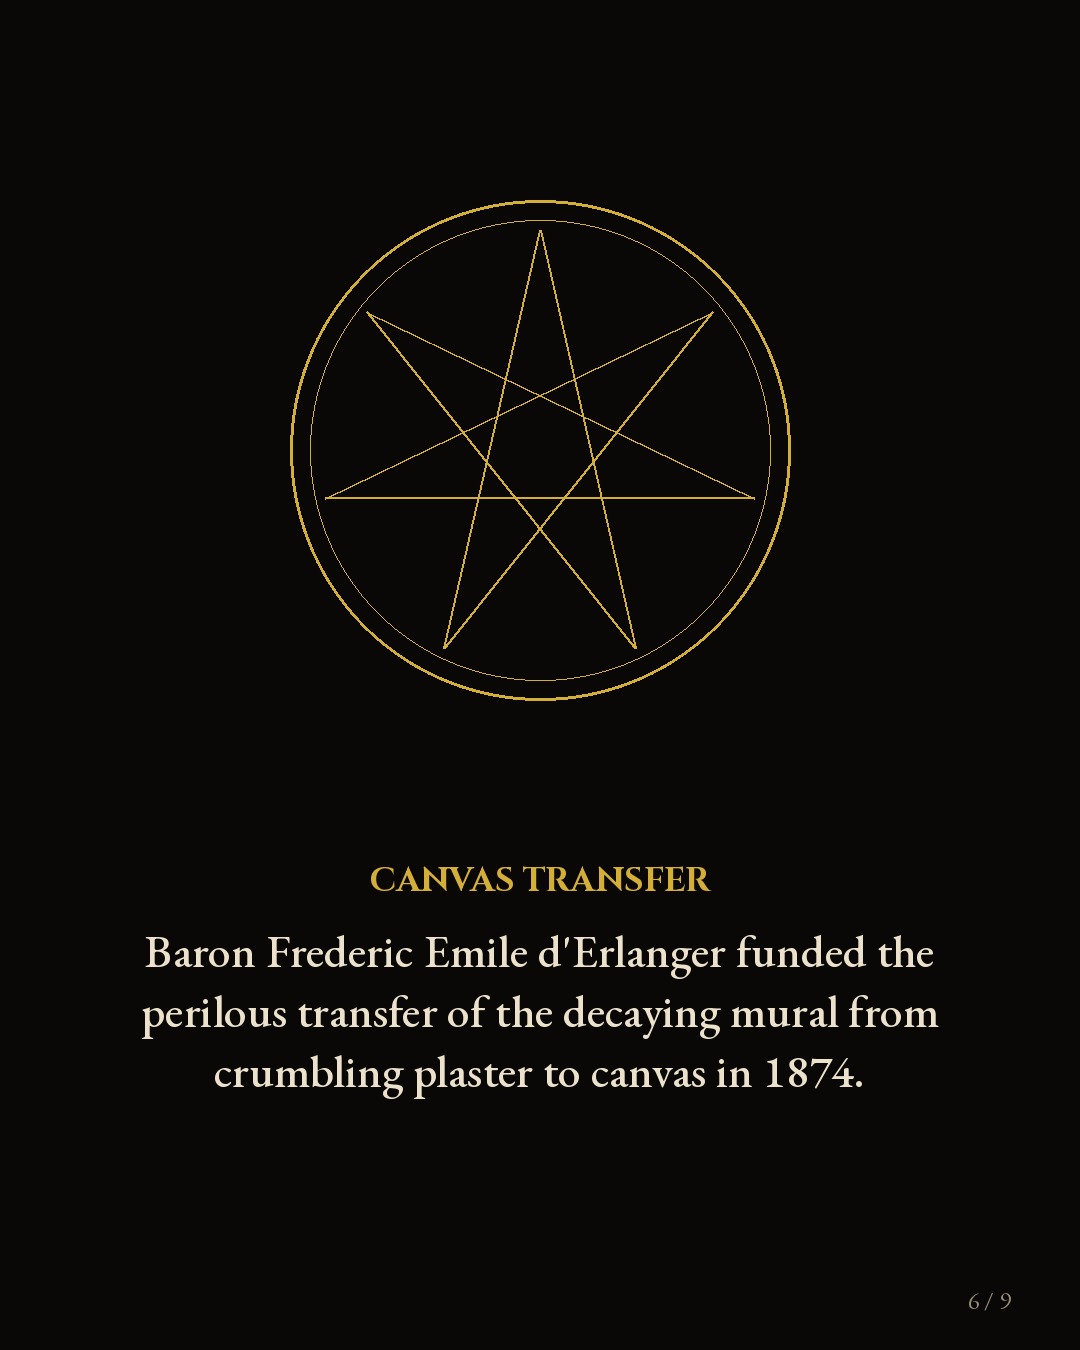 CANVAS TRANSFER
Baron Frederic Emile d'Erlanger funded the
perilous transfer of the decaying mural from
crumbling plaster to canvas in 1874.
6 / 9